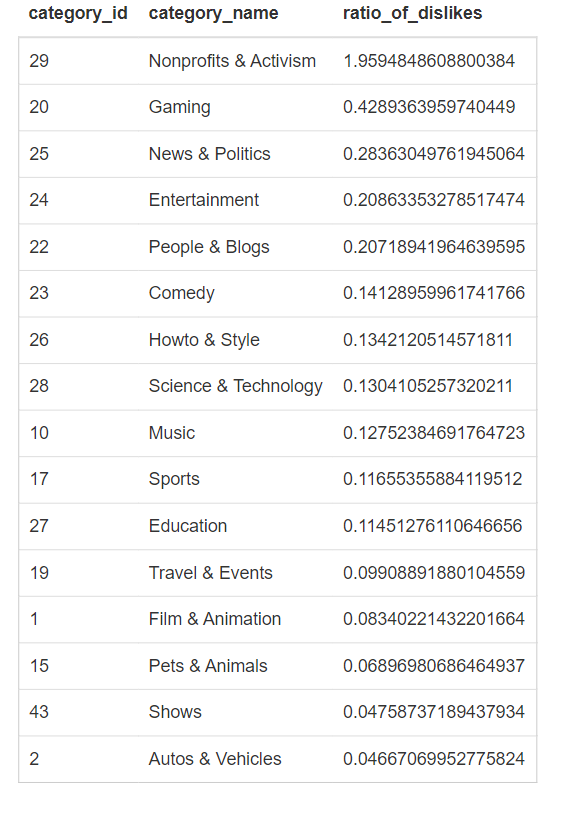 category_id category_name ratio_of_dislikes
29 Nonprofits & Activism 1.9594848608800384
20 Gaming 0.4289363959740449
25 News & Politics 0.28363049761945064
24 Entertainment 0.20863353278517474
22 People & Blogs 0.20718941964639595
23 Comedy 0.14128959961741766
26 Howto & Style 0.1342120514571811
28 Science & Technology 0.1304105257320211
10 Music 0.12752384691764723
17 Sports 0.11655355884119512
27 Education 0.11451276110646656
19 Travel & Events 0.09908891880104559
1 Film & Animation 0.08340221432201664
15 Pets & Animals 0.06896980686464937
43 Shows 0.04758737189437934
2 Autos & Vehicles 0.04667069952775824